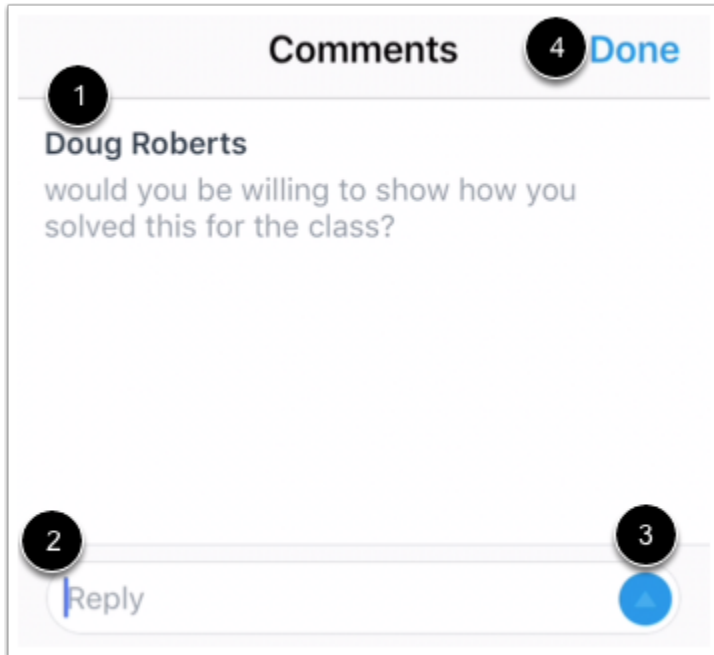 Comments 4 Done
1
Doug Roberts
would you be willing to show how you
solved this for the class?
2
3
Reply